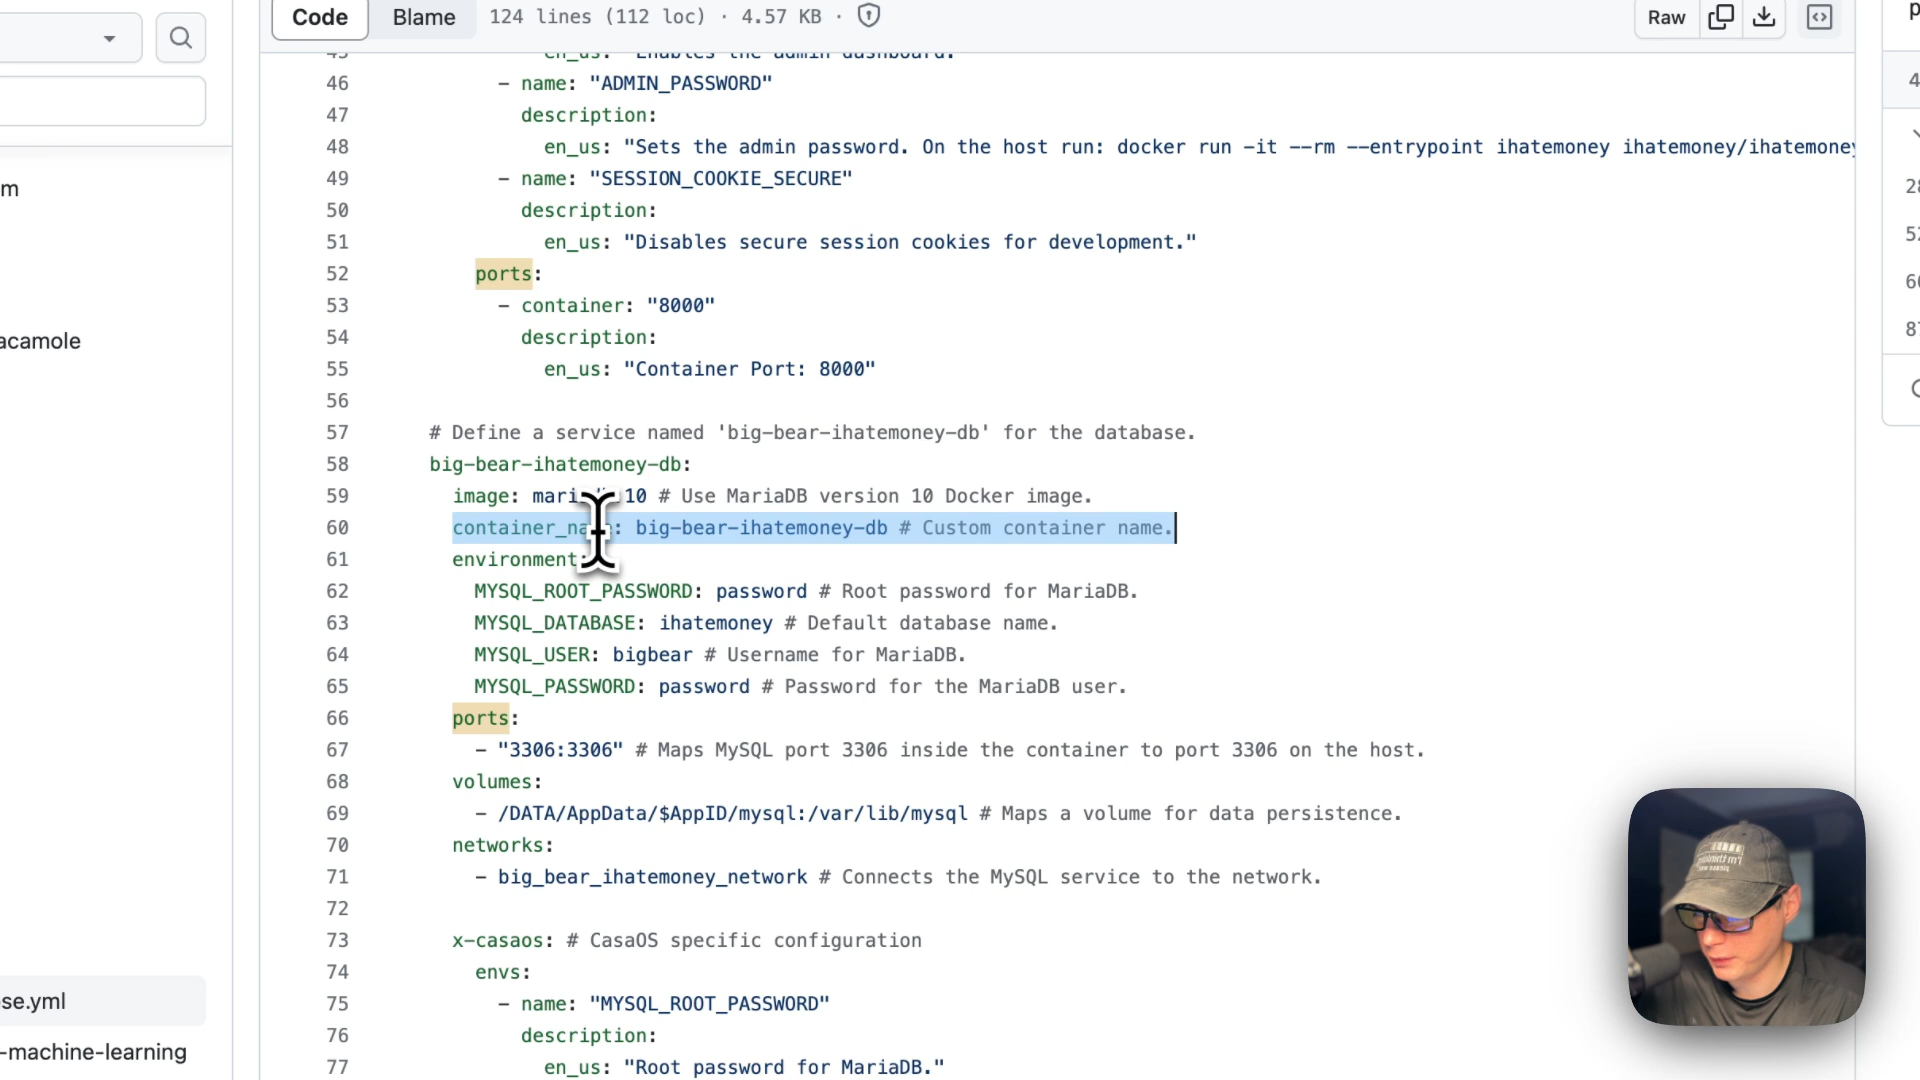 Code Blame 124 lines (112 loc) · 4.57 KB · Raw
45 en_us: "Enables the admin dashboard."
46 - name: "ADMIN_PASSWORD"
47 description:
48 en_us: "Sets the admin password. On the host run: docker run -it --rm --entrypoint ihatemoney ihatemoney/ihatemoney
49 - name: "SESSION_COOKIE_SECURE"
50 description:
51 en_us: "Disables secure session cookies for development."
52 ports:
53 - container: "8000"
54 description:
55 en_us: "Container Port: 8000"
56
57 # Define a service named 'big-bear-ihatemoney-db' for the database.
58 big-bear-ihatemoney-db:
59 image: mari 10 # Use MariaDB version 10 Docker image.
60 container_name: big-bear-ihatemoney-db # Custom container name.
61 environment:
62 MYSQL_ROOT_PASSWORD: password # Root password for MariaDB.
63 MYSQL_DATABASE: ihatemoney # Default database name.
64 MYSQL_USER: bigbear # Username for MariaDB.
65 MYSQL_PASSWORD: password # Password for the MariaDB user.
66 ports:
67 - "3306:3306" # Maps MySQL port 3306 inside the container to port 3306 on the host.
68 volumes:
69 - /DATA/AppData/$AppID/mysql:/var/lib/mysql # Maps a volume for data persistence.
70 networks:
71 - big_bear_ihatemoney_network # Connects the MySQL service to the network.
72
73 x-casaos: # CasaOS specific configuration
74 envs:
75 - name: "MYSQL_ROOT_PASSWORD"
76 description:
77 en_us: "Root password for MariaDB."
m
acamole
se.yml
-machine-learning